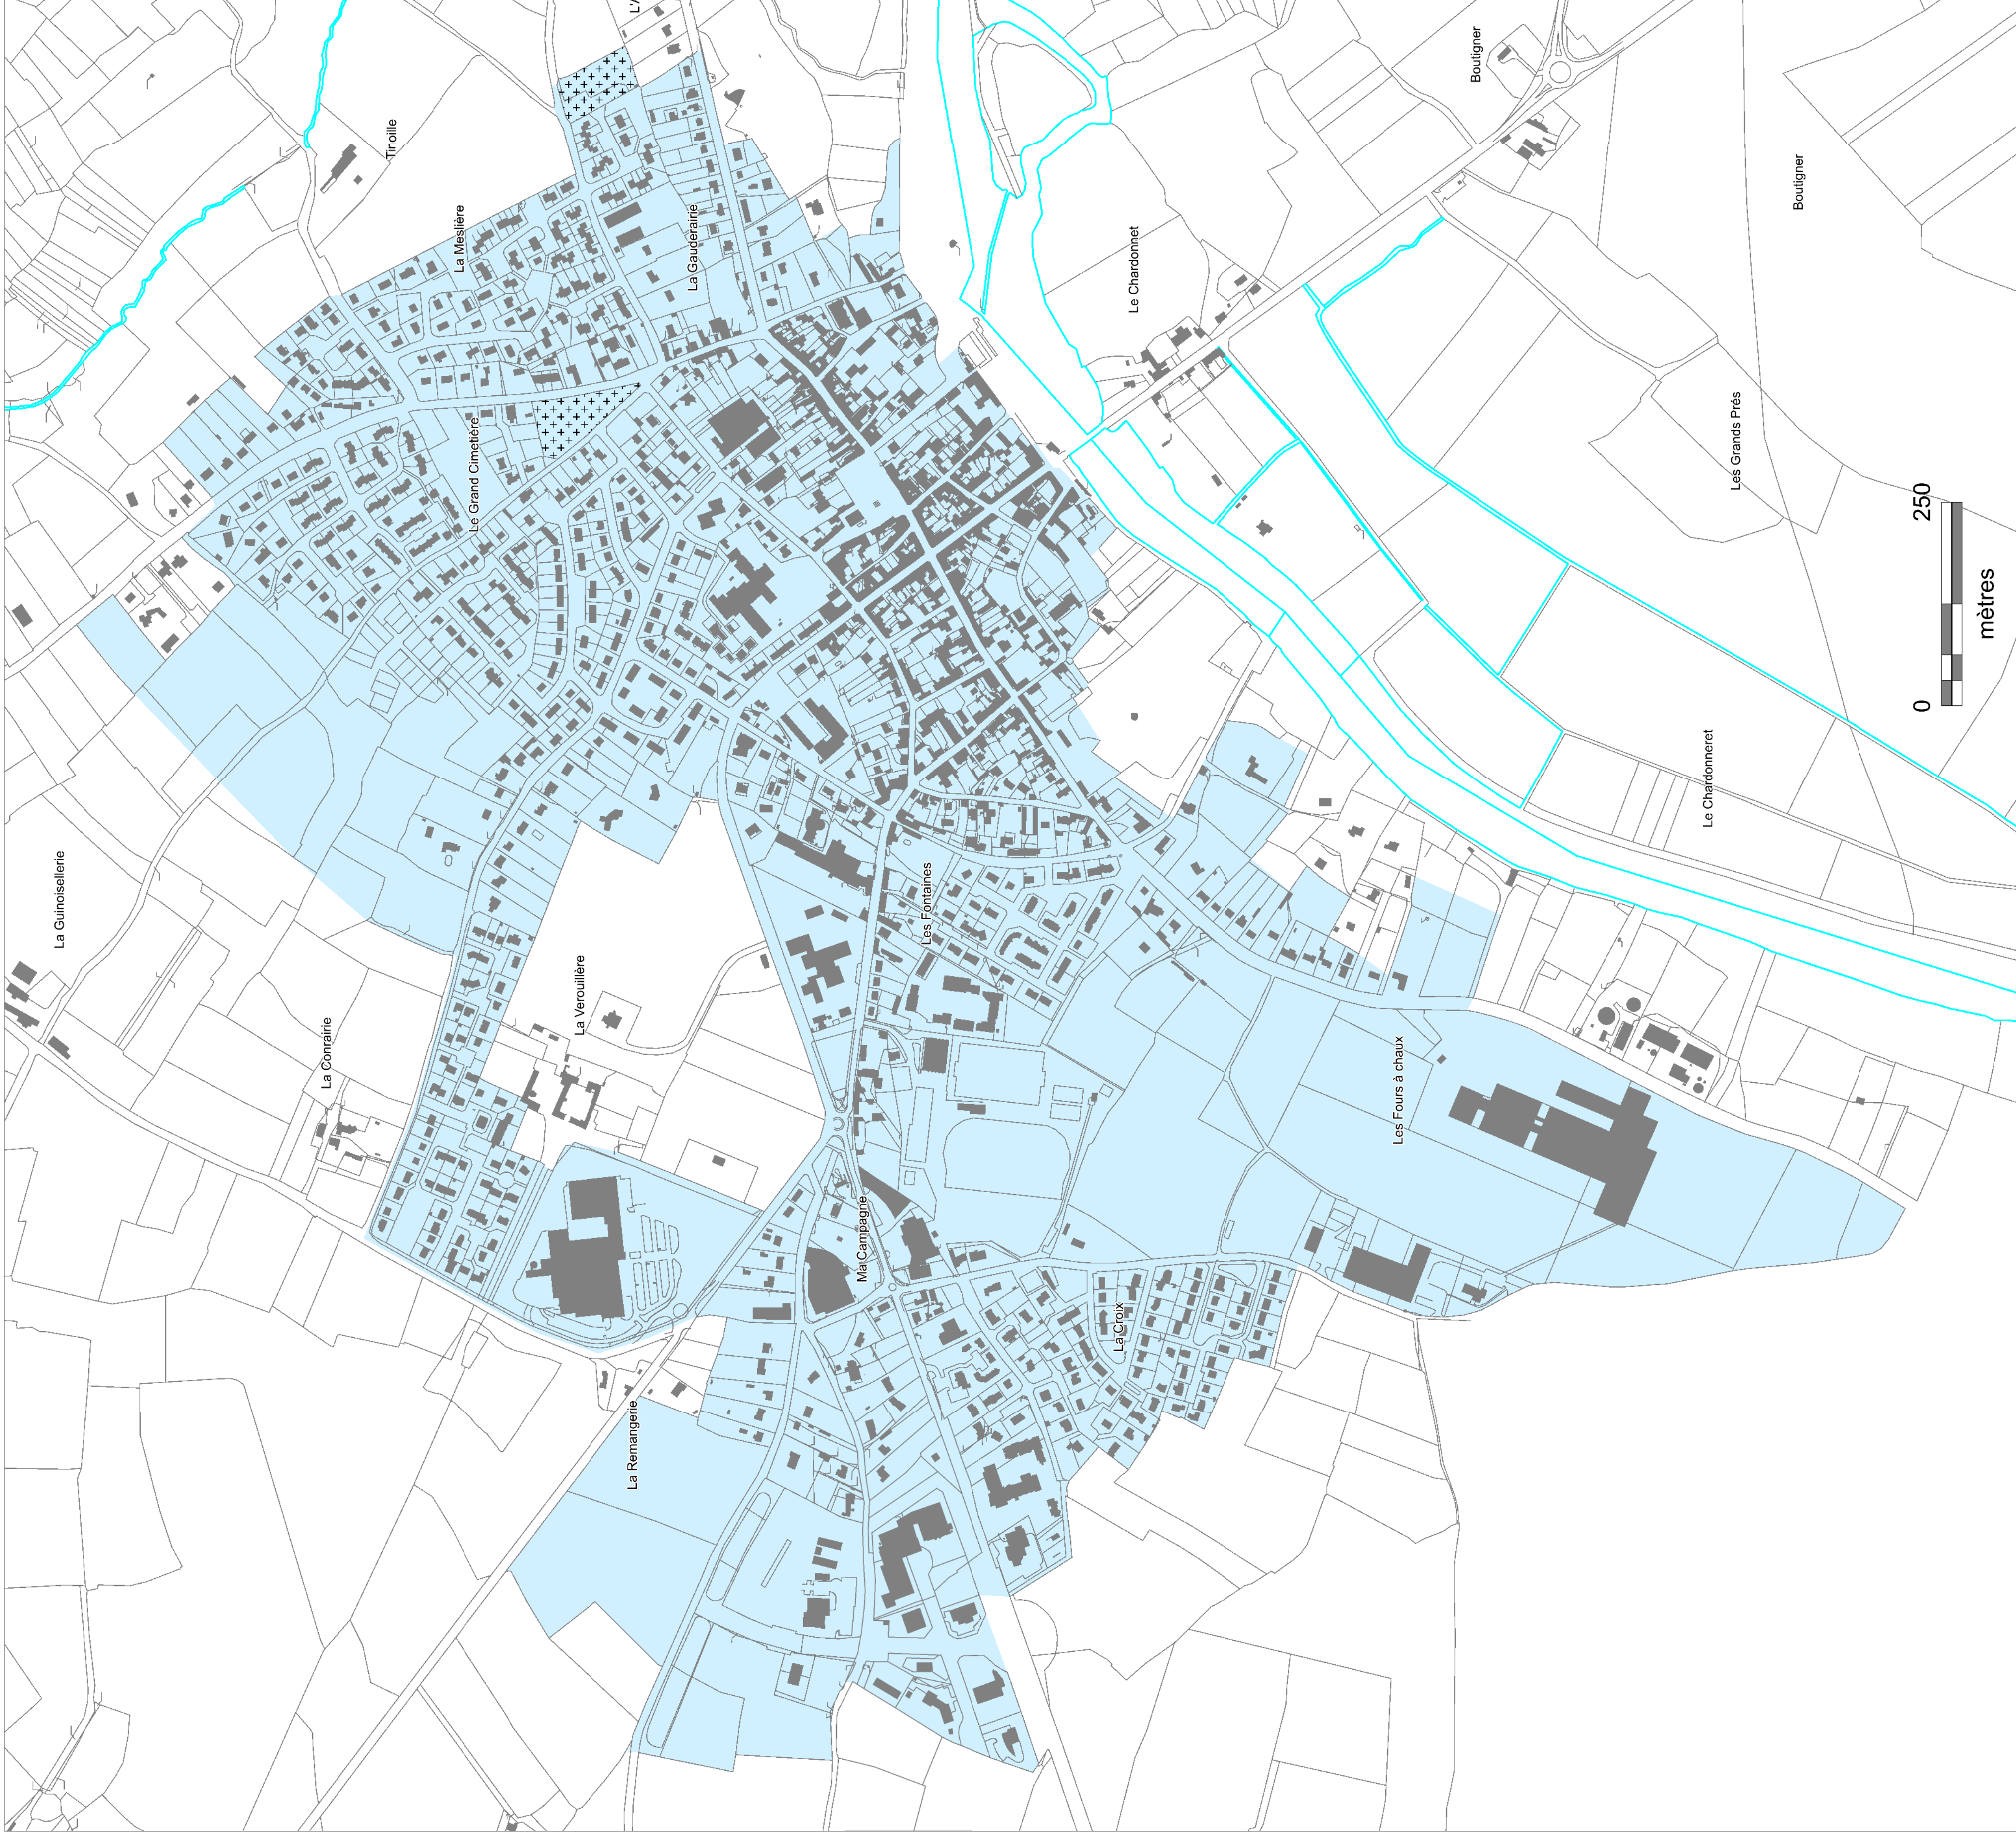 L'A
Tiroille
La Meslière
La Gauderairie
Boutigner
Boutigner
Le Chardonnet
Le Grand Cimetière
Les Grands Prés
0 250
mètres
Le Chardonneret
La Guinoisellerie
Les Fontaines
La Verouillère
La Conrairie
Les Fours à chaux
Ma Campagne
La Croix
La Remangerie